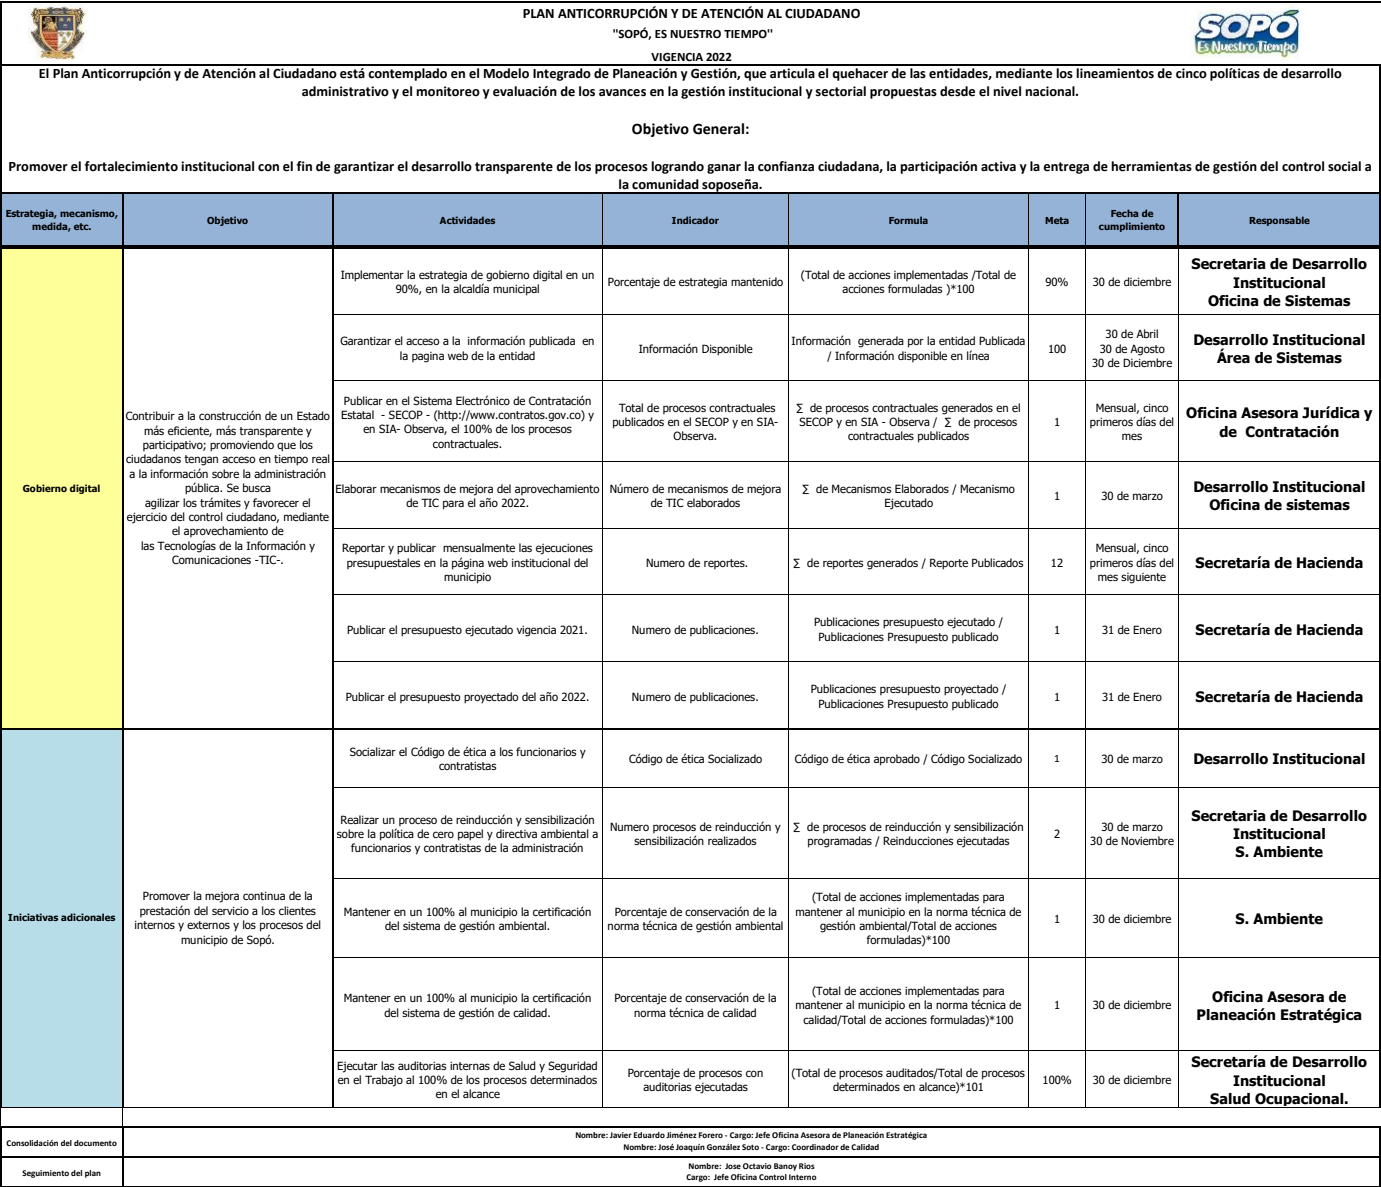 PLAN ANTICORRUPCIÓN Y DE ATENCIÓN AL CIUDADANO
"SOPÓ, ES NUESTRO TIEMPO"
VIGENCIA 2022
SOPÓ
Es Nuestro Tiempo
El Plan Anticorrupción y de Atención al Ciudadano está contemplado en el Modelo Integrado de Planeación y Gestión, que articula el quehacer de las entidades, mediante los lineamientos de cinco políticas de desarrollo
administrativo y el monitoreo y evaluación de los avances en la gestión institucional y sectorial propuestas desde el nivel nacional.
Objetivo General:
Promover el fortalecimiento institucional con el fin de garantizar el desarrollo transparente de los procesos logrando ganar la confianza ciudadana, la participación activa y la entrega de herramientas de gestión del control social a
la comunidad soposeña.
Estrategia, mecanismo,
medida, etc.
Objetivo
Actividades
Indicador
Formula
Meta
Fecha de
cumplimiento
Responsable
Gobierno digital
Contribuir a la construcción de un Estado
más eficiente, más transparente y
participativo; promoviendo que los
ciudadanos tengan acceso en tiempo real
a la información sobre la administración
pública. Se busca
agilizar los trámites y favorecer el
ejercicio del control ciudadano, mediante
el aprovechamiento de
las Tecnologías de la Información y
Comunicaciones -TIC-.
Implementar la estrategia de gobierno digital en un
90%, en la alcaldía municipal
Porcentaje de estrategia mantenido
(Total de acciones implementadas /Total de
acciones formuladas )*100
90%
30 de diciembre
Secretaria de Desarrollo
Institucional
Oficina de Sistemas
Garantizar el acceso a la  información publicada  en
la pagina web de la entidad
Información Disponible
Información  generada por la entidad Publicada
/ Información disponible en línea
100
30 de Abril
30 de Agosto
30 de Diciembre
Desarrollo Institucional
Área de Sistemas
Publicar en el Sistema Electrónico de Contratación
Estatal  - SECOP - (http://www.contratos.gov.co) y
en SIA- Observa, el 100% de los procesos
contractuales.
Total de procesos contractuales
publicados en el SECOP y en SIA-
Observa.
∑  de procesos contractuales generados en el
SECOP y en SIA - Observa /  ∑  de procesos
contractuales publicados
1
Mensual, cinco
primeros días del
mes
Oficina Asesora Jurídica y
de  Contratación
Elaborar mecanismos de mejora del aprovechamiento
de TIC para el año 2022.
Número de mecanismos de mejora
de TIC elaborados
∑  de Mecanismos Elaborados / Mecanismo
Ejecutado
1
30 de marzo
Desarrollo Institucional
Oficina de sistemas
Reportar y publicar  mensualmente las ejecuciones
presupuestales en la página web institucional del
municipio
Numero de reportes.
∑  de reportes generados / Reporte Publicados
12
Mensual, cinco
primeros días del
mes siguiente
Secretaría de Hacienda
Publicar el presupuesto ejecutado vigencia 2021.
Numero de publicaciones.
Publicaciones presupuesto ejecutado /
Publicaciones Presupuesto publicado
1
31 de Enero
Secretaría de Hacienda
Publicar el presupuesto proyectado del año 2022.
Numero de publicaciones.
Publicaciones presupuesto proyectado /
Publicaciones Presupuesto publicado
1
31 de Enero
Secretaría de Hacienda
Iniciativas adicionales
Promover la mejora continua de la
prestación del servicio a los clientes
internos y externos y los procesos del
municipio de Sopó.
Socializar el Código de ética a los funcionarios y
contratistas
Código de ética Socializado
Código de ética aprobado / Código Socializado
1
30 de marzo
Desarrollo Institucional
Realizar un proceso de reinducción y sensibilización
sobre la política de cero papel y directiva ambiental a
funcionarios y contratistas de la administración
Numero procesos de reinducción y
sensibilización realizados
∑  de procesos de reinducción y sensibilización
programadas / Reinducciones ejecutadas
2
30 de marzo
30 de Noviembre
Secretaria de Desarrollo
Institucional
S. Ambiente
Mantener en un 100% al municipio la certificación
del sistema de gestión ambiental.
Porcentaje de conservación de la
norma técnica de gestión ambiental
(Total de acciones implementadas para
mantener al municipio en la norma técnica de
gestión ambiental/Total de acciones
formuladas)*100
1
30 de diciembre
S. Ambiente
Mantener en un 100% al municipio la certificación
del sistema de gestión de calidad.
Porcentaje de conservación de la
norma técnica de calidad
(Total de acciones implementadas para
mantener al municipio en la norma técnica de
calidad/Total de acciones formuladas)*100
1
30 de diciembre
Oficina Asesora de
Planeación Estratégica
Ejecutar las auditorias internas de Salud y Seguridad
en el Trabajo al 100% de los procesos determinados
en el alcance
Porcentaje de procesos con
auditorias ejecutadas
(Total de procesos auditados/Total de procesos
determinados en alcance)*101
100%
30 de diciembre
Secretaría de Desarrollo
Institucional
Salud Ocupacional.
Consolidación del documento
Nombre: Javier Eduardo Jiménez Forero - Cargo: Jefe Oficina Asesora de Planeación Estratégica
Nombre: José Joaquín González Soto - Cargo: Coordinador de Calidad
Seguimiento del plan
Nombre:  Jose Octavio Banoy Rios
Cargo:  Jefe Oficina Control Interno